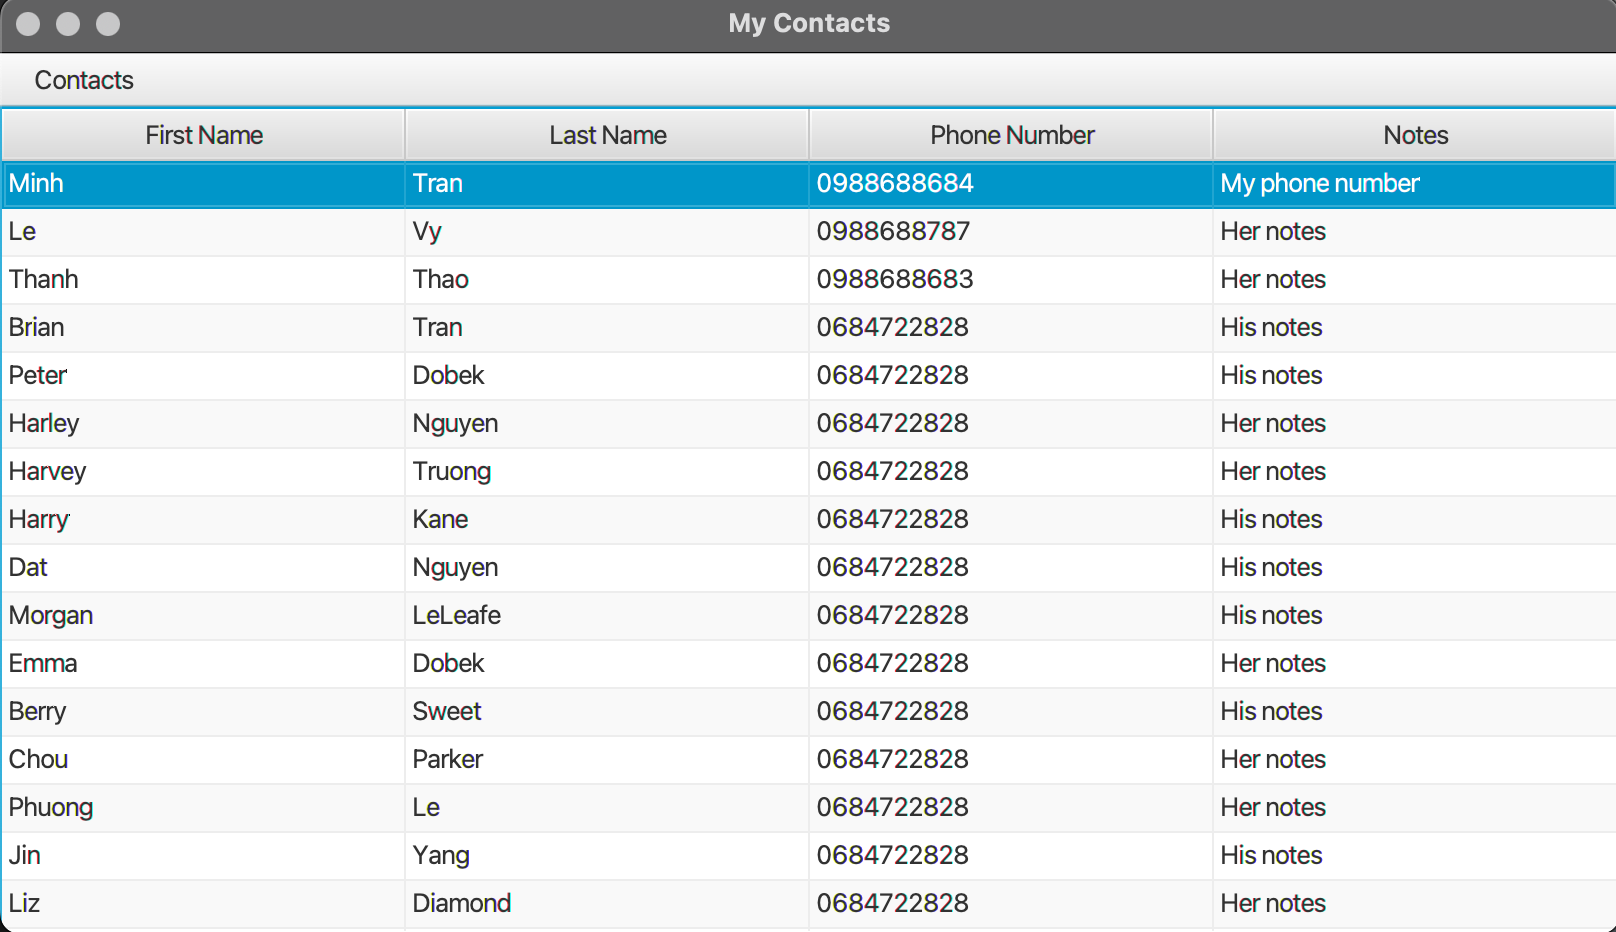 My Contacts
Contacts
First Name Last Name Phone Number Notes
Minh Tran 0988688684 My phone number
Le Vy 0988688787 Her notes
Thanh Thao 0988688683 Her notes
Brian Tran 0684722828 His notes
Peter Dobek 0684722828 His notes
Harley Nguyen 0684722828 Her notes
Harvey Truong 0684722828 Her notes
Harry Kane 0684722828 His notes
Dat Nguyen 0684722828 His notes
Morgan LeLeafe 0684722828 His notes
Emma Dobek 0684722828 Her notes
Berry Sweet 0684722828 His notes
Chou Parker 0684722828 Her notes
Phuong Le 0684722828 Her notes
Jin Yang 0684722828 His notes
Liz Diamond 0684722828 Her notes